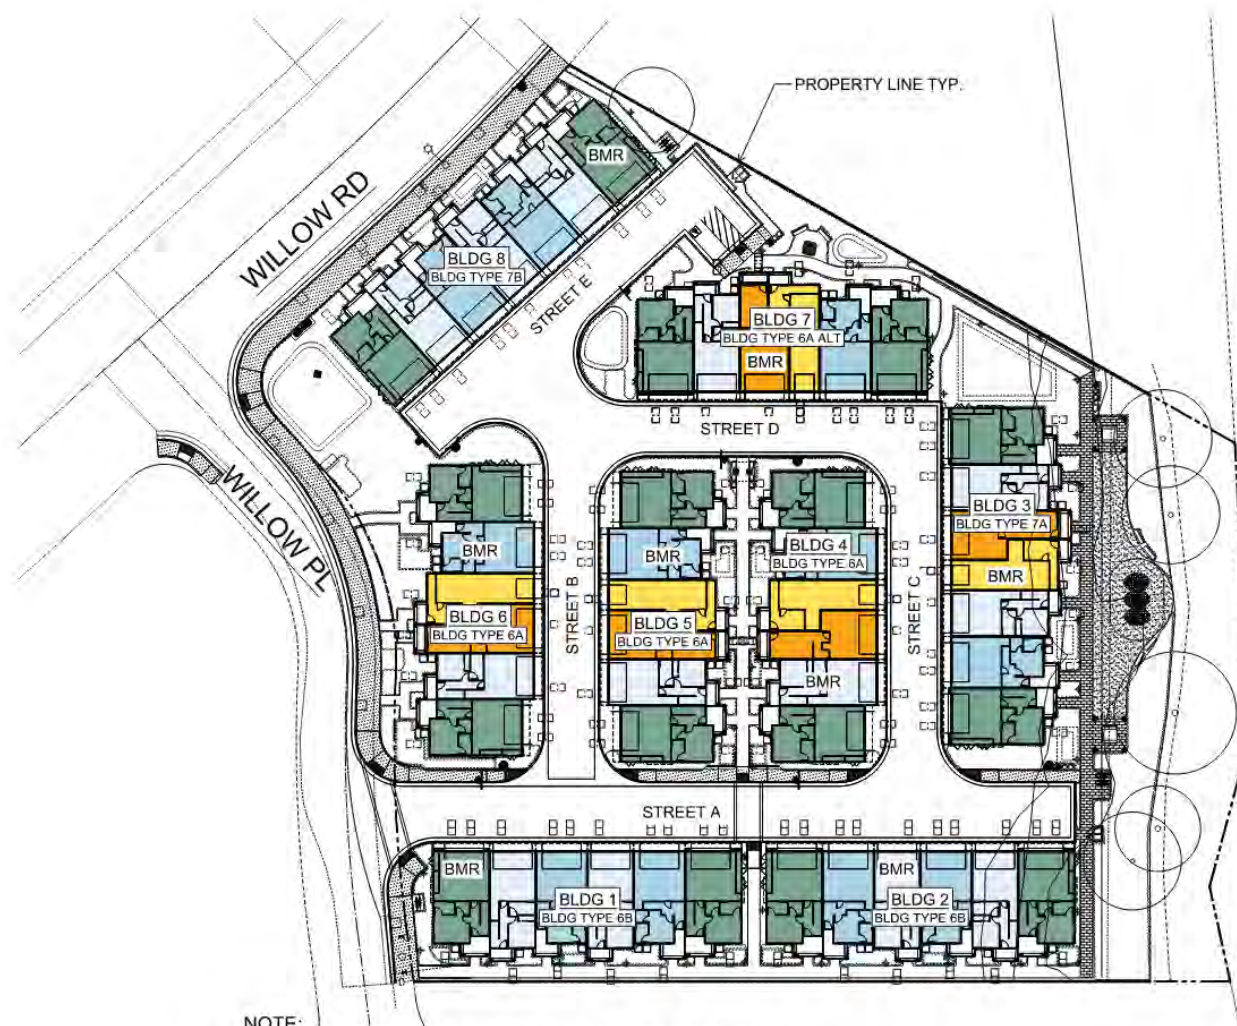 PROPERTY LINE TYP.
BMR
WILLOW RD
BLDG 8
BLDG TYPE 7B
STREET E
BLDG 7
BLDG TYPE 6A ALT
BMR
STREET D
WILLOW PL
BMR
BMR
BLDG 4
BLDG TYPE 6A
BLDG 3
BLDG TYPE 7A
BMR
STREET B
STREET C
BLDG 6
BLDG TYPE 6A
BLDG 5
BLDG TYPE 6A
BMR
STREET A
BMR
BLDG 1
BLDG TYPE 6B
BMR
BLDG 2
BLDG TYPE 6B
NOTE: